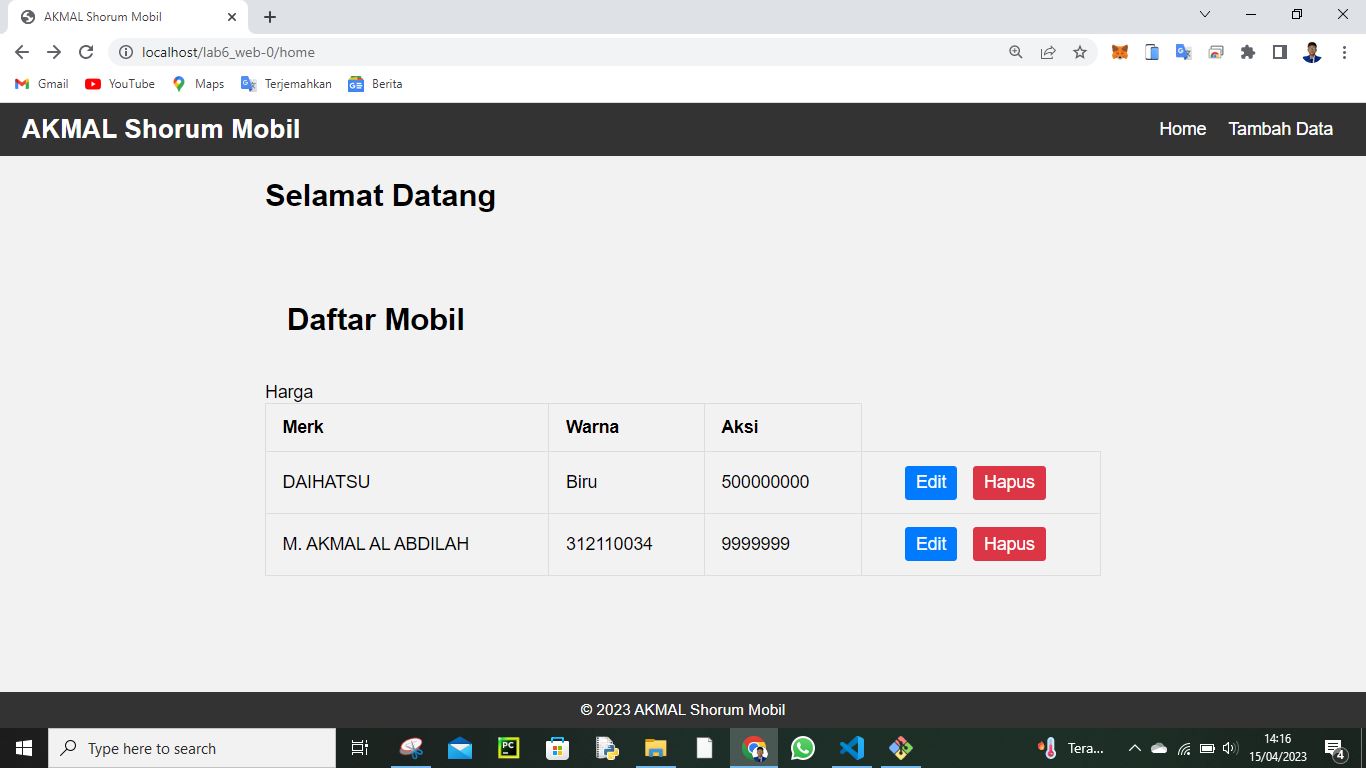 AKMAL Shorum Mobil
localhost/lab6_web-0/home
Gmail YouTube Maps Terjemahkan Berita
AKMAL Shorum Mobil Home Tambah Data
Selamat Datang
Daftar Mobil
Harga
Merk Warna Aksi
DAIHATSU Biru 500000000 Edit Hapus
M. AKMAL AL ABDILAH 312110034 9999999 Edit Hapus
© 2023 AKMAL Shorum Mobil
Type here to search PC Tera... 14:16
15/04/2023 4